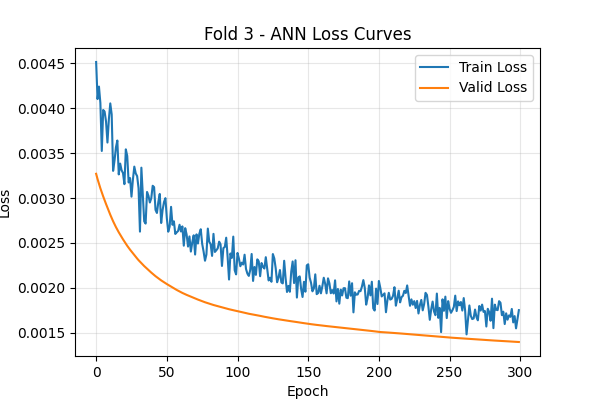 Fold 3 - ANN Loss Curves
Train Loss
Valid Loss
Loss
0.0045
0.0040
0.0035
0.0030
0.0025
0.0020
0.0015
0 50 100 150 200 250 300
Epoch